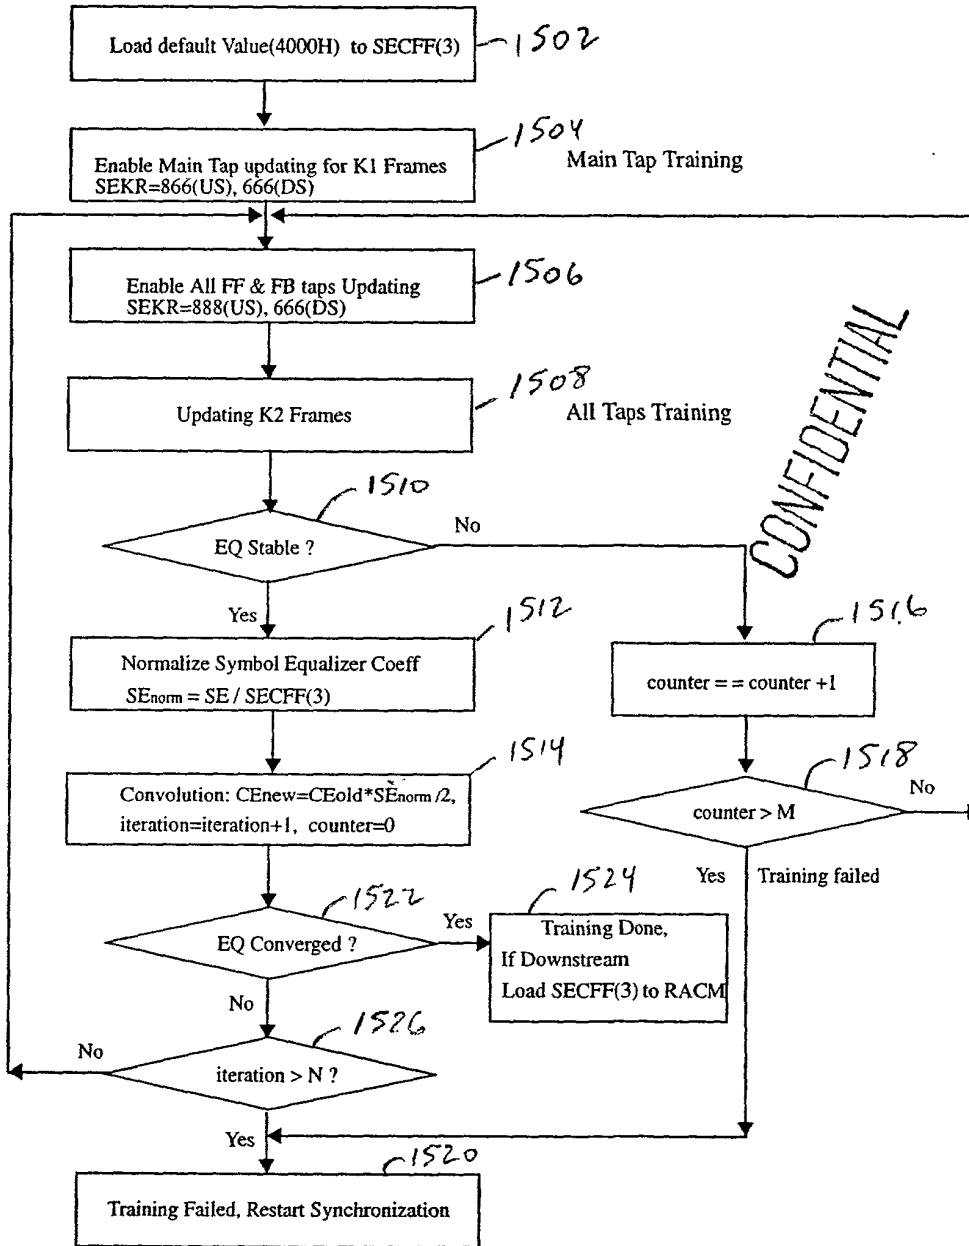 Load default Value(4000H) to SECFF(3)
1502
1504
Main Tap Training
Enable Main Tap updating for K1 Frames
SEKR=866(US), 666(DS)
1506
Enable All FF & FB taps Updating
SEKR=888(US), 666(DS)
1508
All Taps Training
Updating K2 Frames
CONFIDENTIAL
1510
EQ Stable ?
No
Yes
1512
Normalize Symbol Equalizer Coeff
SEnorm = SE / SECFF(3)
1516
counter = = counter +1
1514
Convolution: CEnew=CEold*SEnorm /2,
iteration=iteration+1, counter=0
1518
counter > M
No
Yes
Training failed
1522
EQ Converged ?
Yes
1524
Training Done,
If Downstream
Load SECFF(3) to RACM
No
1526
No
iteration > N ?
Yes
1520
Training Failed, Restart Synchronization